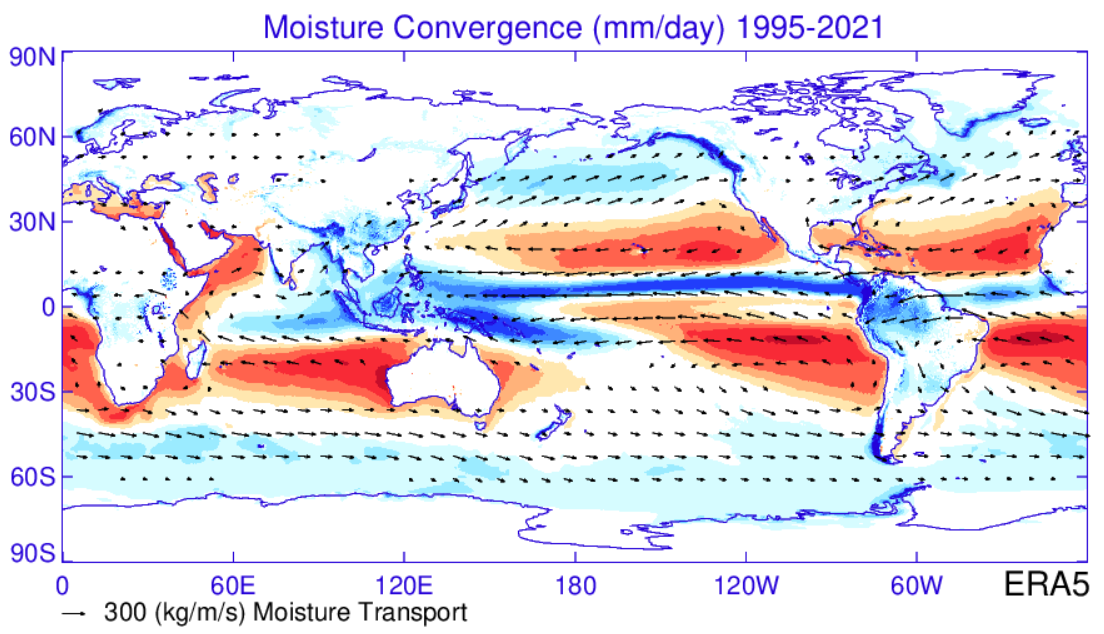 Moisture Convergence (mm/day) 1995-2021
90N
60N
30N
0
30S
60S
90S
0 60E 120E 180 120W 60W
ERA5
300 (kg/m/s) Moisture Transport